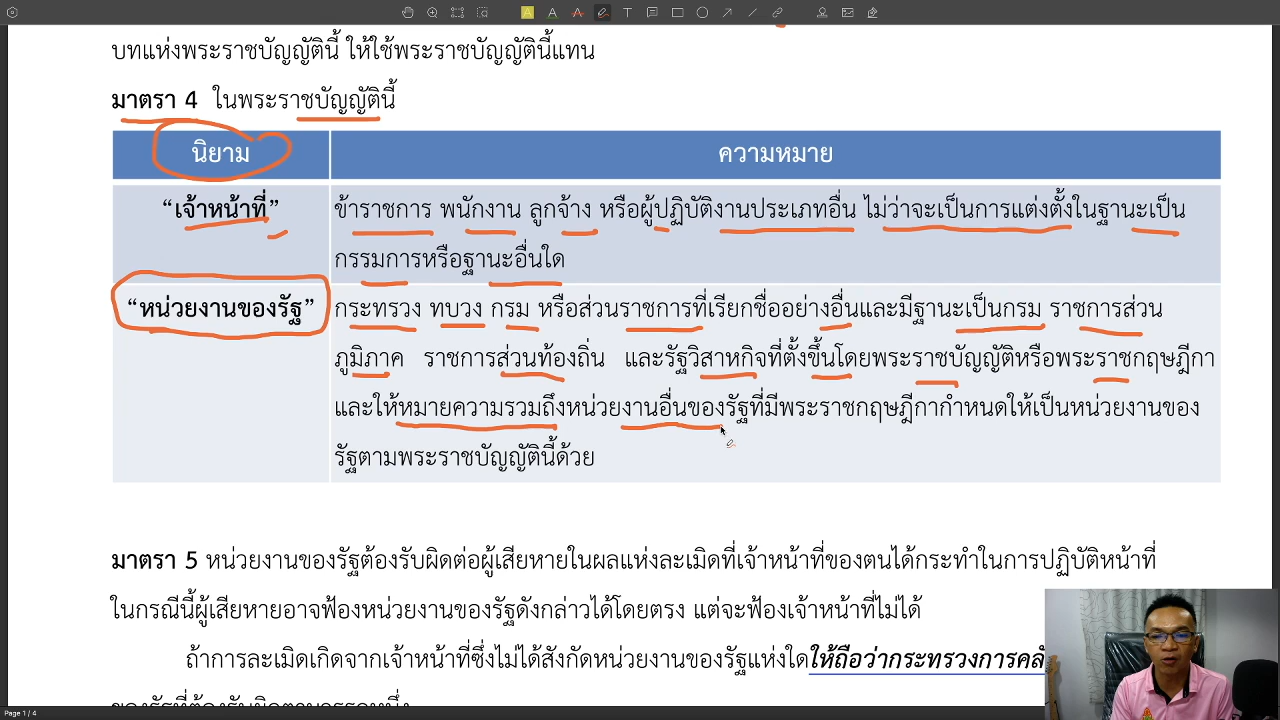 บทแห่งพระราชบัญญัตินี้ ให้ใช้พระราชบัญญัตินี้แทน
มาตรา 4 ในพระราชบัญญัตินี้
นิยาม
ความหมาย
“เจ้าหน้าที่”
ข้าราชการ พนักงาน ลูกจ้าง หรือผู้ปฏิบัติงานประเภทอื่น ไม่ว่าจะเป็นการแต่งตั้งในฐานะเป็น
กรรมการหรือฐานะอื่นใด
“หน่วยงานของรัฐ”
กระทรวง ทบวง กรม หรือส่วนราชการที่เรียกชื่ออย่างอื่นและมีฐานะเป็นกรม ราชการส่วน
ภูมิภาค ราชการส่วนท้องถิ่น และรัฐวิสาหกิจที่ตั้งขึ้นโดยพระราชบัญญัติหรือพระราชกฤษฎีกา
และให้หมายความรวมถึงหน่วยงานอื่นของรัฐที่มีพระราชกฤษฎีกากำหนดให้เป็นหน่วยงานของ
รัฐตามพระราชบัญญัตินี้ด้วย
มาตรา 5 หน่วยงานของรัฐต้องรับผิดต่อผู้เสียหายในผลแห่งละเมิดที่เจ้าหน้าที่ของตนได้กระทำในการปฏิบัติหน้าที่
ในกรณีนี้ผู้เสียหายอาจฟ้องหน่วยงานของรัฐดังกล่าวได้โดยตรง แต่จะฟ้องเจ้าหน้าที่ไม่ได้
ถ้าการละเมิดเกิดจากเจ้าหน้าที่ซึ่งไม่ได้สังกัดหน่วยงานของรัฐแห่งใดให้ถือว่ากระทรวงการคลั
ของรัฐที่ต้องรับผิดตามวรรคหนึ่ง
Page 1 / 4